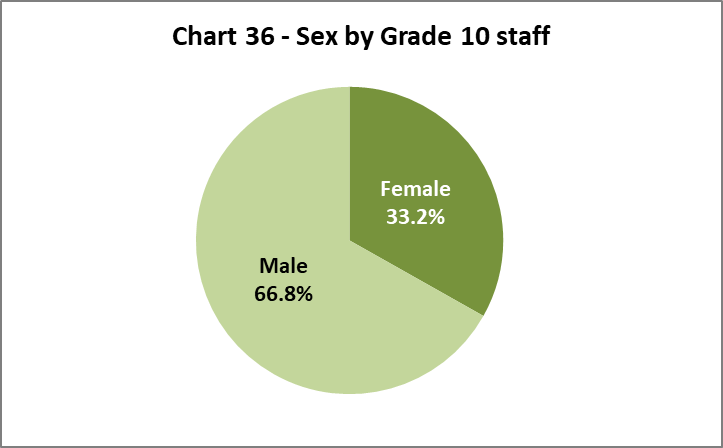 Chart 36 - Sex by Grade 10 staff
Female
33.2%
Male
66.8%